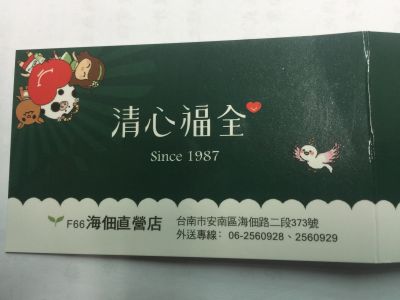 清心福全
Since 1987
F66海佃直營店
台南市安南區海佃路二段373號
外送專線：06-2560928、2560929